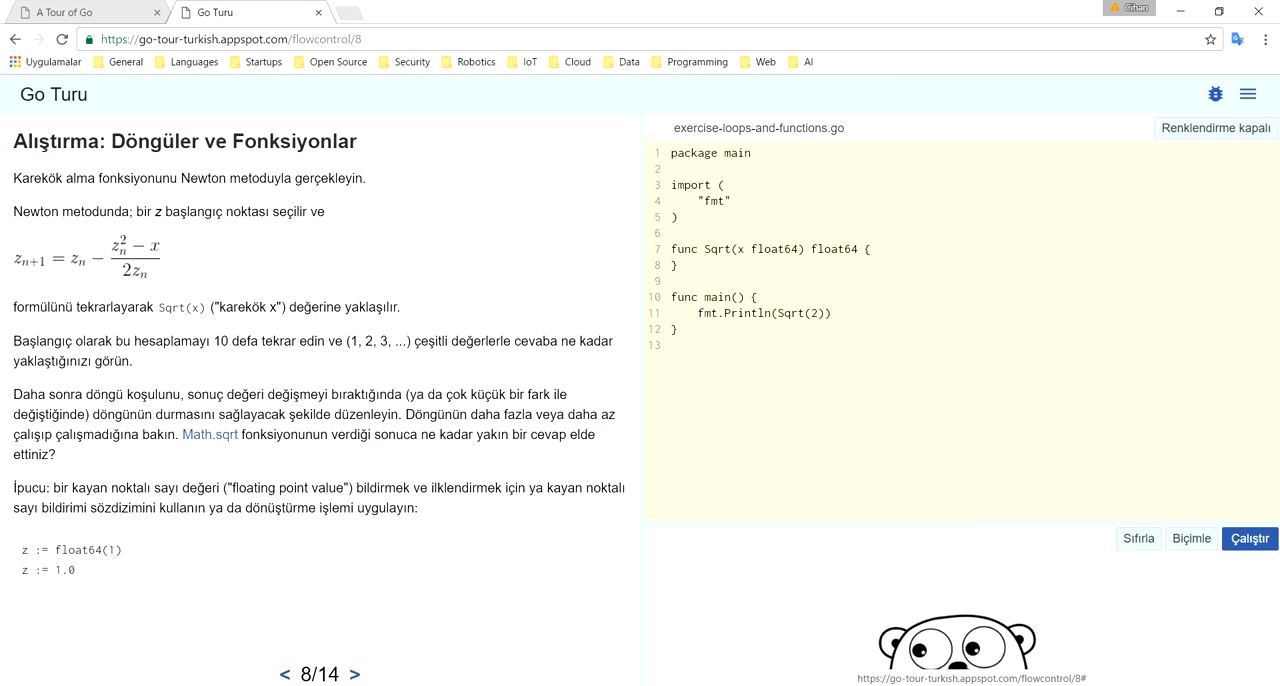 A Tour of Go
Go Turu
Cihan
https://go-tour-turkish.appspot.com/flowcontrol/8
Uygulamalar General Languages Startups Open Source Security Robotics IoT Cloud Data Programming Web AI
Go Turu
Alıştırma: Döngüler ve Fonksiyonlar
Karekök alma fonksiyonunu Newton metoduyla gerçekleyin.
Newton metodunda; bir z başlangıç noktası seçilir ve
z_{n+1} = z_n − \frac{z_n^2 − x}{2z_n}
formülünü tekrarlayarak Sqrt(x) ("karekök x") değerine yaklaşılır.
Başlangıç olarak bu hesaplamayı 10 defa tekrar edin ve (1, 2, 3, ...) çeşitli değerlerle cevaba ne kadar
yaklaştığınızı görün.
Daha sonra döngü koşulunu, sonuç değeri değişmeyi bıraktığında (ya da çok küçük bir fark ile
değiştiğinde) döngünün durmasını sağlayacak şekilde düzenleyin. Döngünün daha fazla veya daha az
çalışıp çalışmadığına bakın. Math.sqrt fonksiyonunun verdiği sonuca ne kadar yakın bir cevap elde
ettiniz?
İpucu: bir kayan noktalı sayı değeri ("floating point value") bildirmek ve ilklendirmek için ya kayan noktalı
sayı bildirimi sözdizimini kullanın ya da dönüştürme işlemi uygulayın:
z := float64(1)
z := 1.0
< 8/14 >
exercise-loops-and-functions.go
Renklendirme kapalı
1 package main
2
3 import (
4     "fmt"
5 )
6
7 func Sqrt(x float64) float64 {
8 }
9
10 func main() {
11     fmt.Println(Sqrt(2))
12 }
13
Sıfırla Biçimle Çalıştır
https://go-tour-turkish.appspot.com/flowcontrol/8#